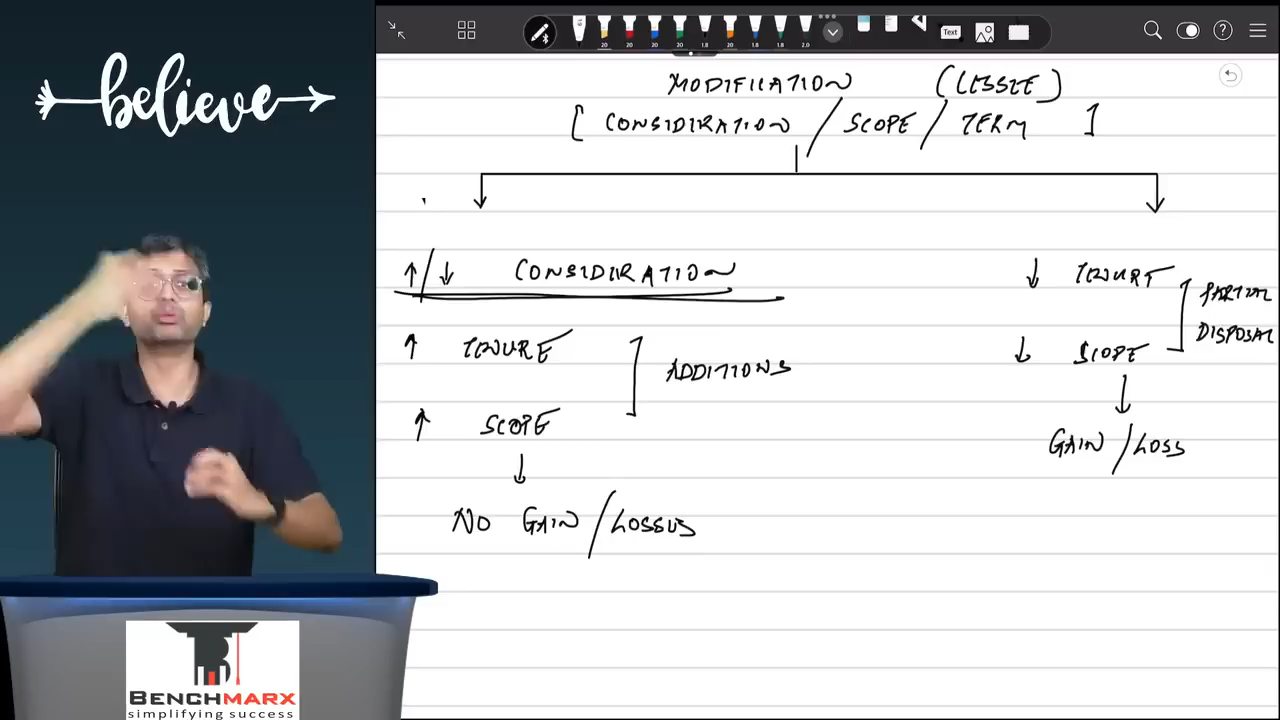 believe
Text
MODIFICATION (LESSEE)
[ CONSIDERATION / SCOPE / TERM ]
↑/↓ CONSIDERATION
↑ TENURE ] ADDITIONS
↑ SCOPE
↓
NO GAIN / LOSSES
↓ TENURE ] PARTIAL DISPOSAL
↓ SCOPE
↓
GAIN / LOSS
BENCHMARX
simplifying success